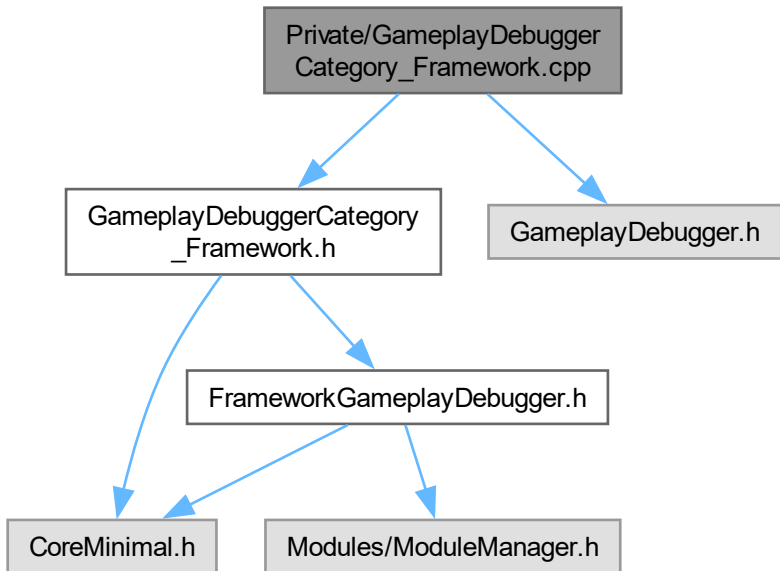 Private/GameplayDebugger
Category_Framework.cpp
GameplayDebuggerCategory
_Framework.h
GameplayDebugger.h
FrameworkGameplayDebugger.h
CoreMinimal.h
Modules/ModuleManager.h